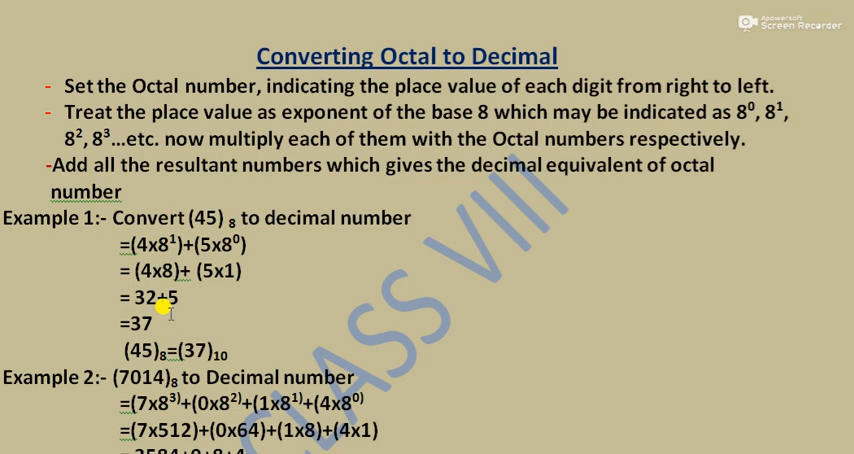 Apowersoft
Screen Recorder
Converting Octal to Decimal
- Set the Octal number, indicating the place value of each digit from right to left.
- Treat the place value as exponent of the base 8 which may be indicated as 8⁰, 8¹,
8², 8³...etc. now multiply each of them with the Octal numbers respectively.
-Add all the resultant numbers which gives the decimal equivalent of octal
number
Example 1:- Convert (45) ₈ to decimal number
=(4x8¹)+(5x8⁰)
= (4x8)+ (5x1)
= 32+5
=37
(45)₈=(37)₁₀
Example 2:- (7014)₈ to Decimal number
=(7x8³⁾+(0x8²⁾+(1x8¹⁾+(4x8⁰⁾
=(7x512)+(0x64)+(1x8)+(4x1)
= 3584+0+8+4
CLASS VIII